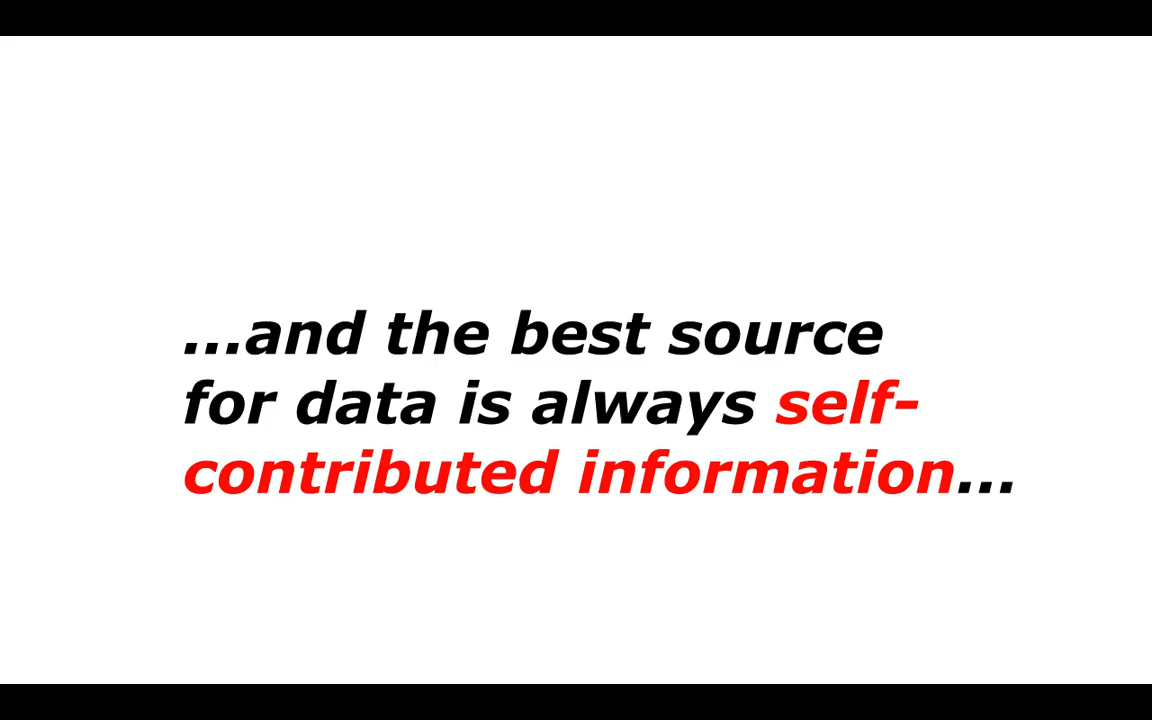 ...and the best source
for data is always self-
contributed information...